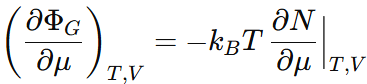 (∂Φ_G/∂μ)_{T,V} = -k_B T ∂N/∂μ|_{T,V}